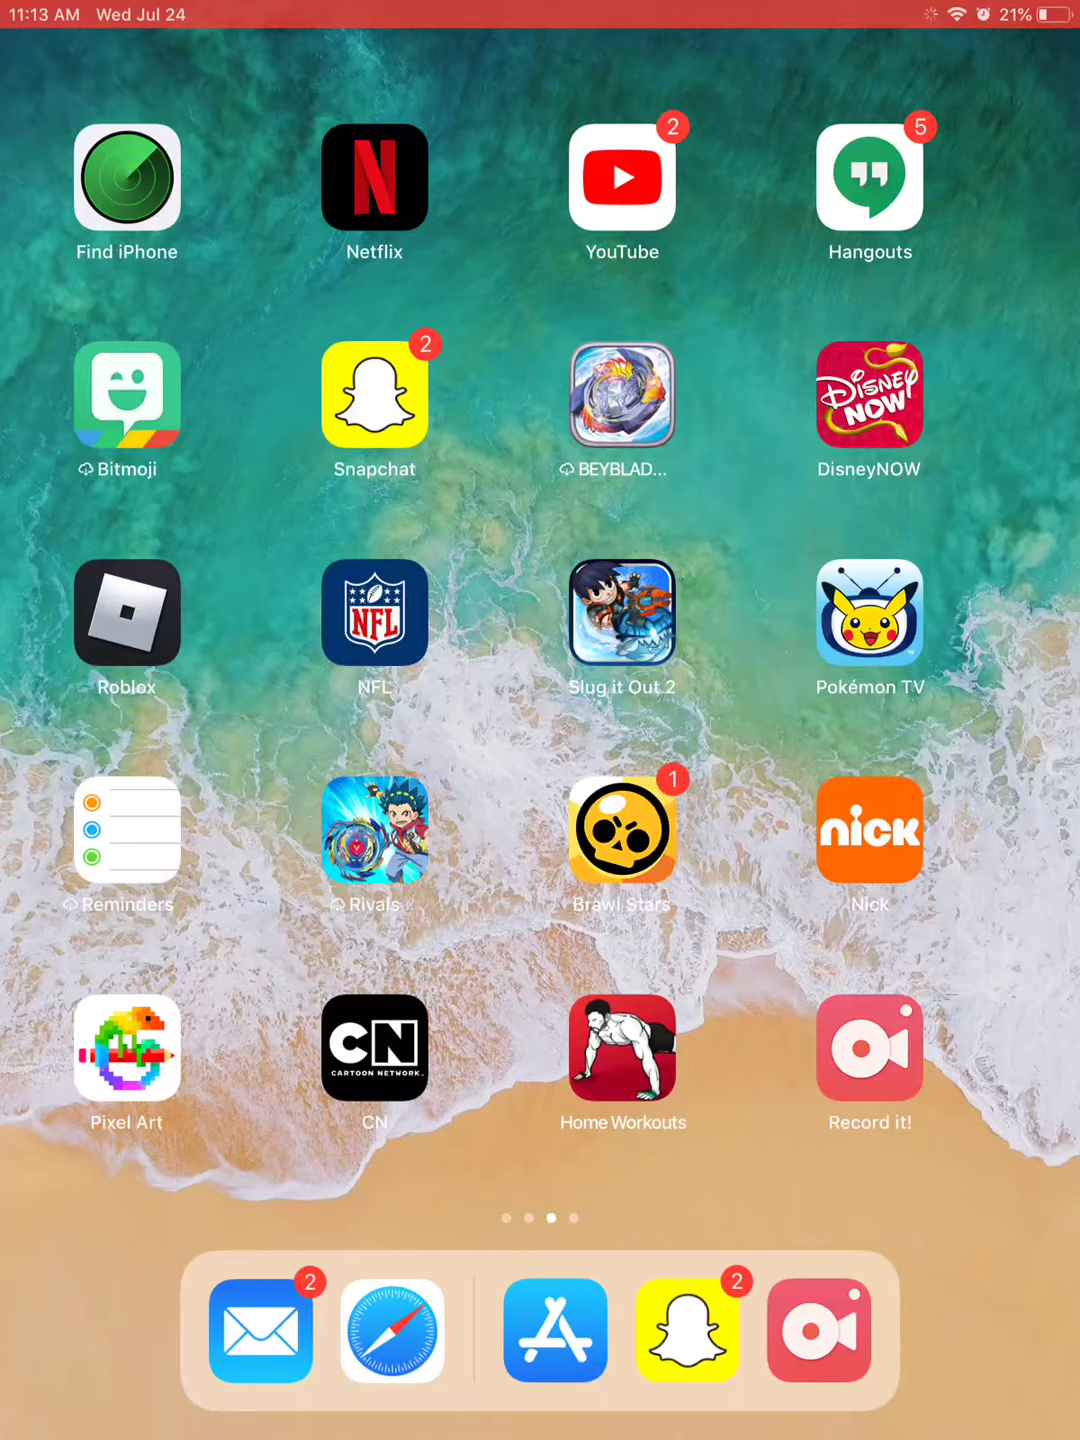 11:13 AM Wed Jul 24 21%
2 5
N
Find iPhone Netflix YouTube Hangouts
2
Disney NOW
Bitmoji Snapchat BEYBLAD... DisneyNOW
NFL
Roblox NFL Slug it Out 2 Pokémon TV
1
nick
Reminders Rivals Brawl Stars Nick
CN
CARTOON NETWORK
Pixel Art CN Home Workouts Record it!
2 2